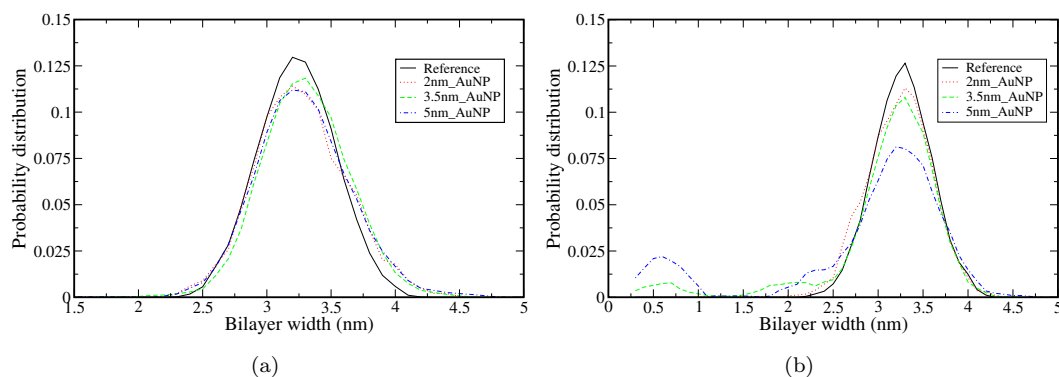 0.15
0.125
0.1
0.075
0.05
0.025
0
Probability distribution
1.5 2 2.5 3 3.5 4 4.5 5
Bilayer width (nm)
Reference
2nm_AuNP
3.5nm_AuNP
5nm_AuNP
(a)
0.15
0.125
0.1
0.075
0.05
0.025
0
Probability distribution
0 0.5 1 1.5 2 2.5 3 3.5 4 4.5 5
Bilayer width (nm)
Reference
2nm_AuNP
3.5nm_AuNP
5nm_AuNP
(b)